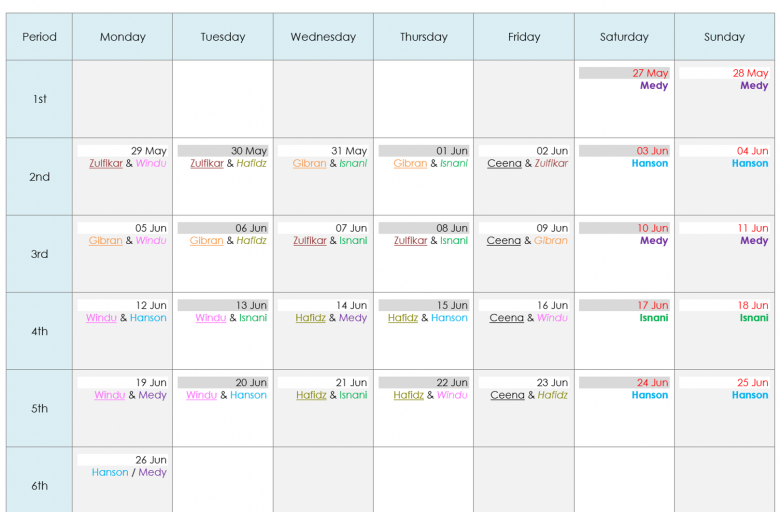 Period Monday Tuesday Wednesday Thursday Friday Saturday Sunday
27 May 28 May
Medy Medy
1st
29 May 30 May 31 May 01 Jun 02 Jun 03 Jun 04 Jun
Zulfikar & Windu Zulfikar & Hafidz Gibran & Isnani Gibran & Isnani Ceena & Zulfikar Hanson Hanson
2nd
05 Jun 06 Jun 07 Jun 08 Jun 09 Jun 10 Jun 11 Jun
Gibran & Windu Gibran & Hafidz Zulfikar & Isnani Zulfikar & Isnani Ceena & Gibran Medy Medy
3rd
12 Jun 13 Jun 14 Jun 15 Jun 16 Jun 17 Jun 18 Jun
Windu & Hanson Windu & Isnani Hafidz & Medy Hafidz & Hanson Ceena & Windu Isnani Isnani
4th
19 Jun 20 Jun 21 Jun 22 Jun 23 Jun 24 Jun 25 Jun
Windu & Medy Windu & Hanson Hafidz & Isnani Hafidz & Windu Ceena & Hafidz Hanson Hanson
5th
26 Jun
Hanson / Medy
6th